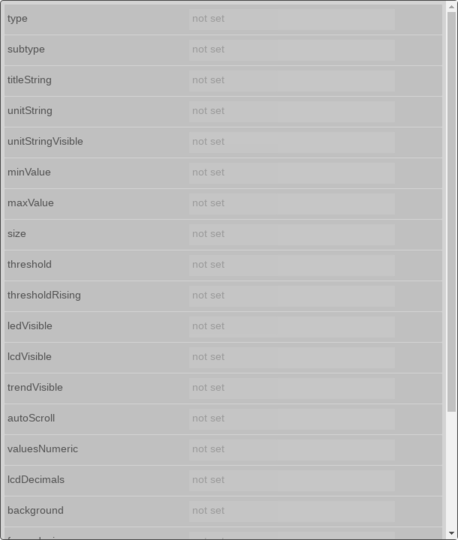 type not set
subtype not set
titleString not set
unitString not set
unitStringVisible not set
minValue not set
maxValue not set
size not set
threshold not set
thresholdRising not set
ledVisible not set
lcdVisible not set
trendVisible not set
autoScroll not set
valuesNumeric not set
lcdDecimals not set
background not set